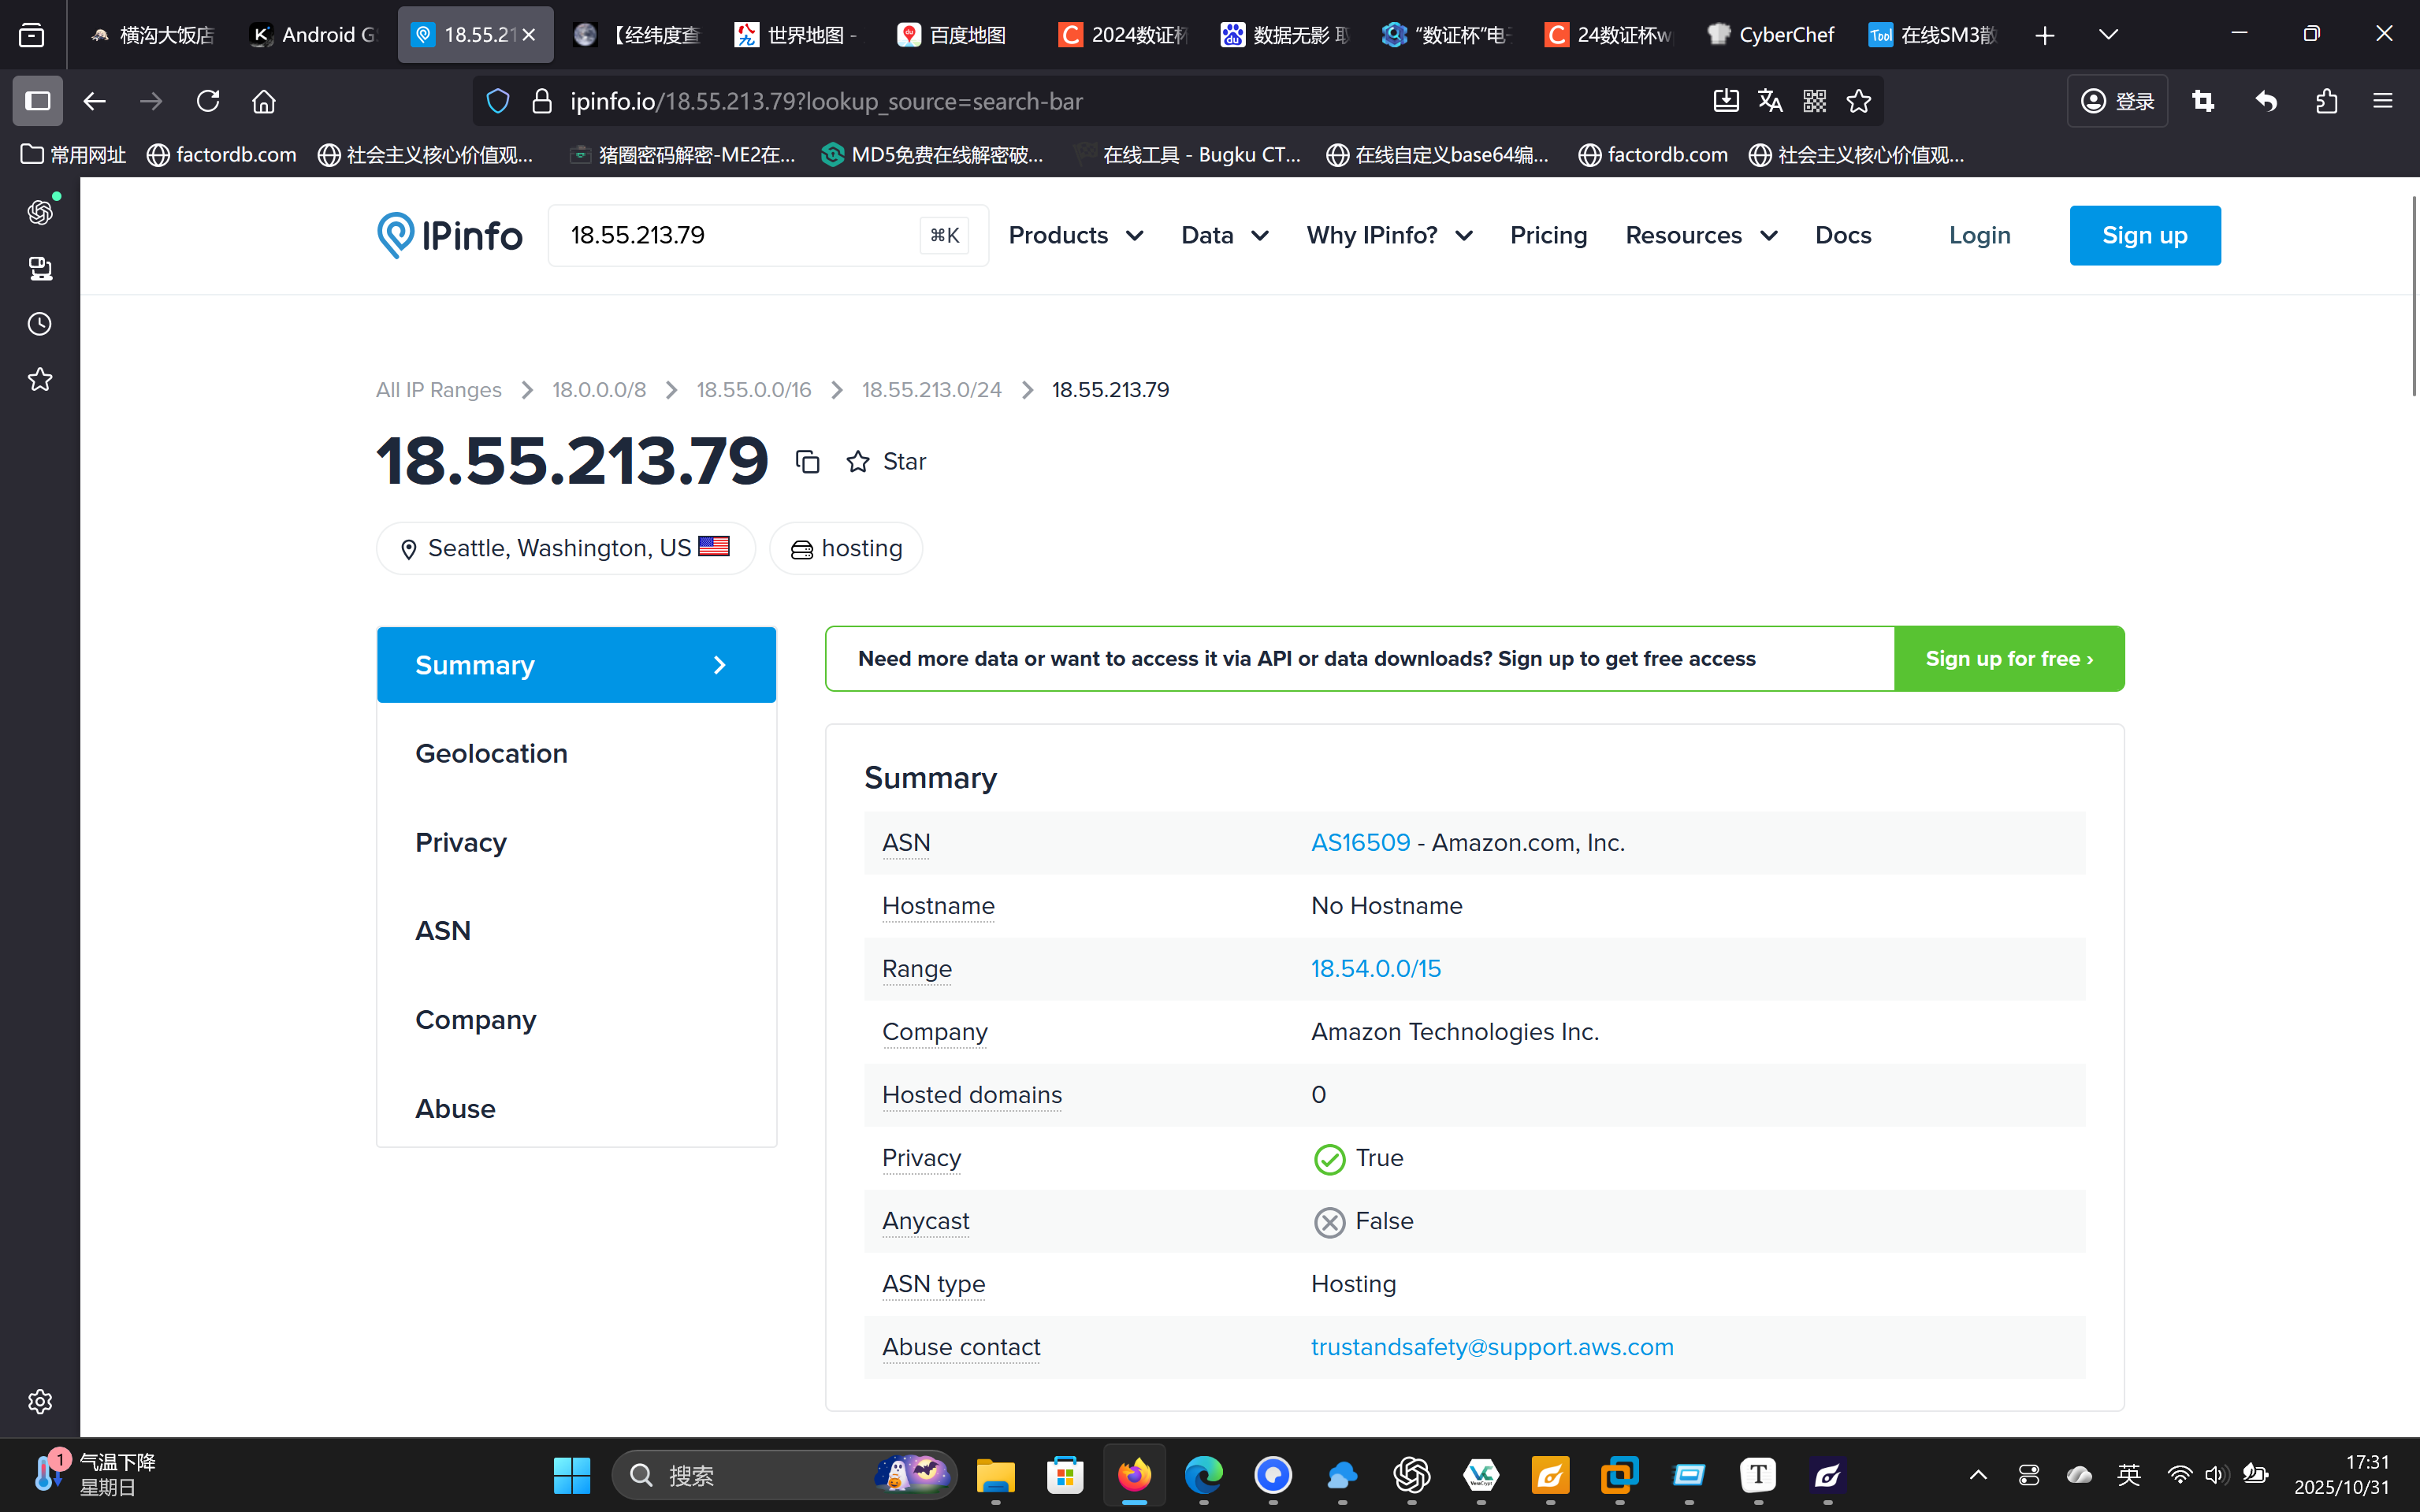 横沟大饭店
Android G
18.55.21
【经纬度查
世界地图 -
百度地图
2024数证杯
数据无影 取
“数证杯”电子
24数证杯w
CyberChef
在线SM3散
ipinfo.io/18.55.213.79?lookup_source=search-bar
登录
常用网址
factordb.com
社会主义核心价值观...
猪圈密码解密-ME2在...
MD5免费在线解密破...
在线工具 - Bugku CT...
在线自定义base64编...
factordb.com
社会主义核心价值观...
IPinfo
18.55.213.79
⌘K
Products
Data
Why IPinfo?
Pricing
Resources
Docs
Login
Sign up
All IP Ranges > 18.0.0.0/8 > 18.55.0.0/16 > 18.55.213.0/24 > 18.55.213.79
18.55.213.79
Star
Seattle, Washington, US
hosting
Summary
Geolocation
Privacy
ASN
Company
Abuse
Need more data or want to access it via API or data downloads? Sign up to get free access
Sign up for free ›
Summary
ASN AS16509 - Amazon.com, Inc.
Hostname No Hostname
Range 18.54.0.0/15
Company Amazon Technologies Inc.
Hosted domains 0
Privacy True
Anycast False
ASN type Hosting
Abuse contact trustandsafety@support.aws.com
1
气温下降
星期日
搜索
英
17:31
2025/10/31